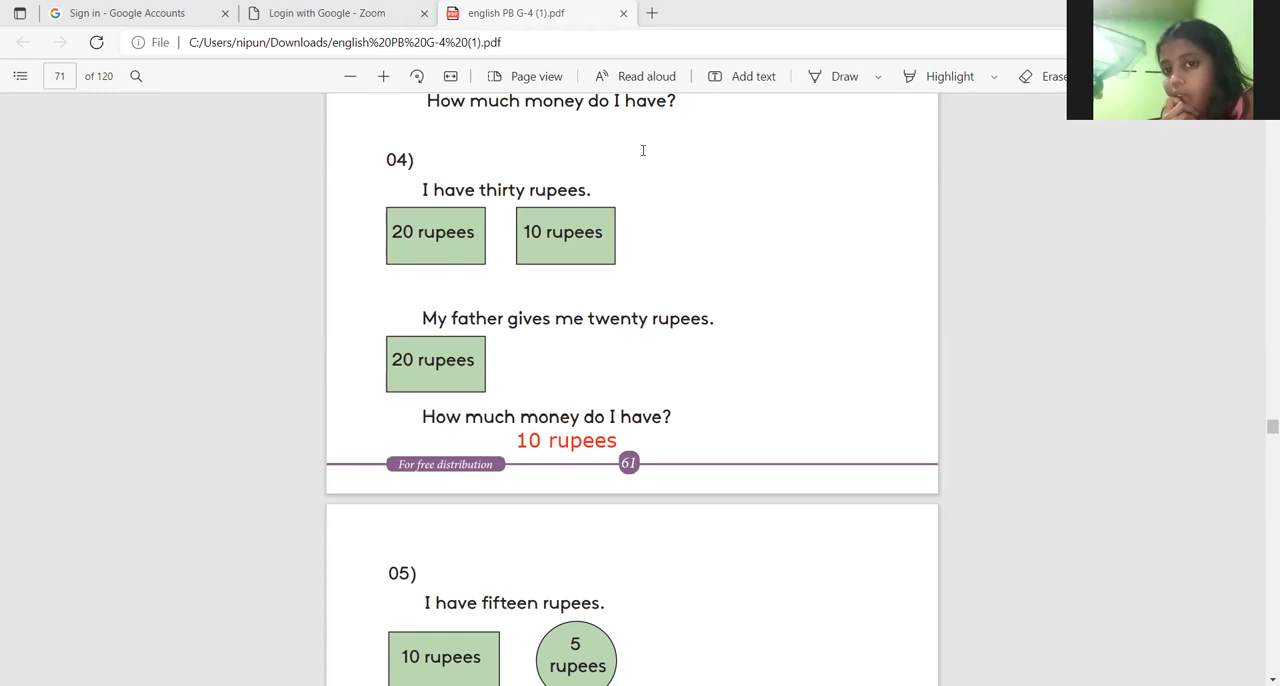 Sign in - Google Accounts
Login with Google - Zoom
english PB G-4 (1).pdf
File
C:/Users/nipun/Downloads/english%20PB%20G-4%20(1).pdf
71
of 120
Page view
Read aloud
Add text
Draw
Highlight
Erase
How much money do I have?
04)
I have thirty rupees.
20 rupees
10 rupees
My father gives me twenty rupees.
20 rupees
How much money do I have?
10 rupees
For free distribution
61
05)
I have fifteen rupees.
10 rupees
5
rupees